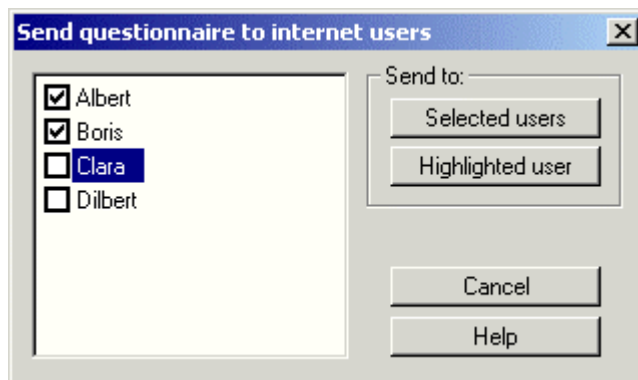 Send questionnaire to internet users
Albert
Boris
Clara
Dilbert
Send to:
Selected users
Highlighted user
Cancel
Help